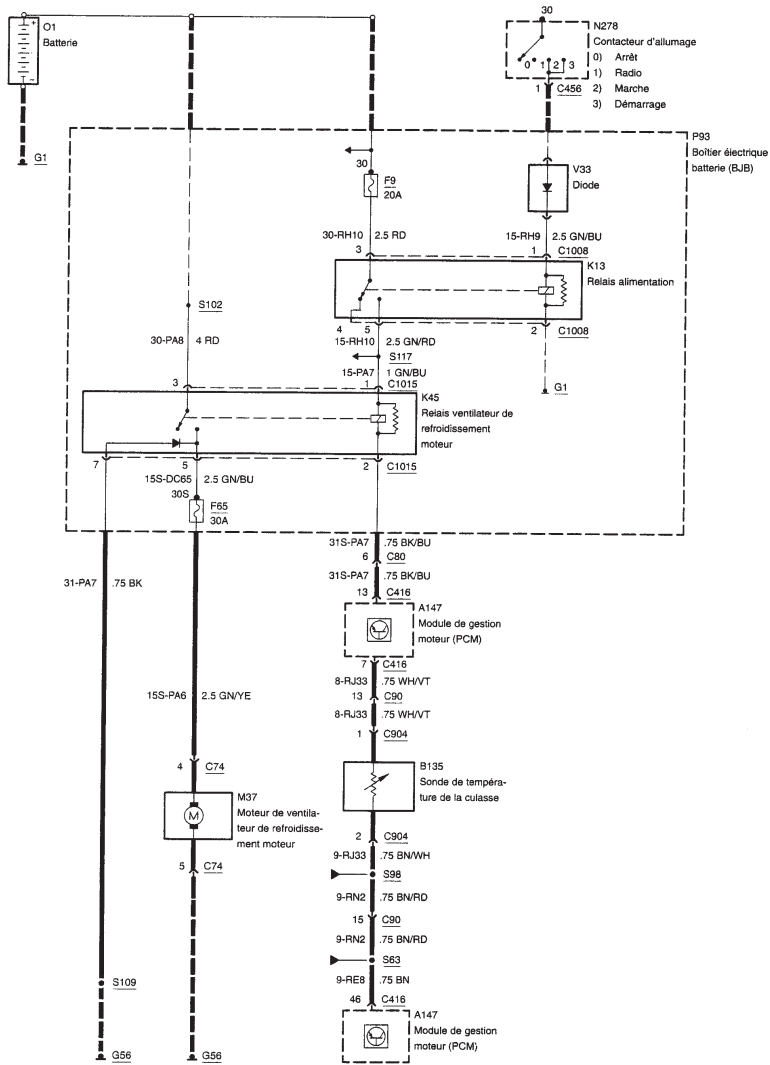 30
O1
Batterie
+
-
G1
N278
Contacteur d'allumage
0) Arrêt
1) Radio
2) Marche
3) Démarrage
0 1 2 3
1 C456
P93
Boîtier électrique
batterie (BJB)
30
F9
20A
V33
Diode
30-RH10 2.5 RD
15-RH9 2.5 GN/BU
3 1 C1008
K13
Relais alimentation
S102
4 5 2 C1008
30-PA8 4 RD
15-RH10 2.5 GN/RD
S117
15-PA7 1 GN/BU
G1
3 1 C1015
K45
Relais ventilateur de
refroidissement
moteur
7 5 2 C1015
15S-DC65 2.5 GN/BU
30S
F65
30A
31S-PA7 .75 BK/BU
6 C80
31-PA7 .75 BK
31S-PA7 .75 BK/BU
13 C416
A147
Module de gestion
moteur (PCM)
7 C416
8-RJ33 .75 WH/VT
15S-PA6 2.5 GN/YE
13 C90
8-RJ33 .75 WH/VT
1 C904
4 C74
B135
Sonde de tempéra-
ture de la culasse
M37
Moteur de ventila-
teur de refroidisse-
ment moteur
M
2 C904
9-RJ33 .75 BN/WH
5 C74
S98
9-RN2 .75 BN/RD
15 C90
9-RN2 .75 BN/RD
S63
9-RE8 .75 BN
S109
46 C416
A147
Module de gestion
moteur (PCM)
G56
G56